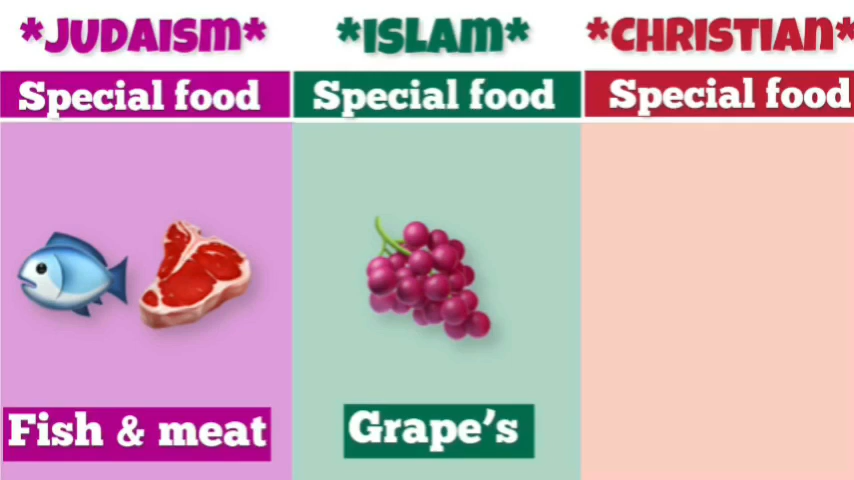 *JUDAISM* *ISLAM* *CHRISTIAN*
Special food Special food Special food
Fish & meat Grape's